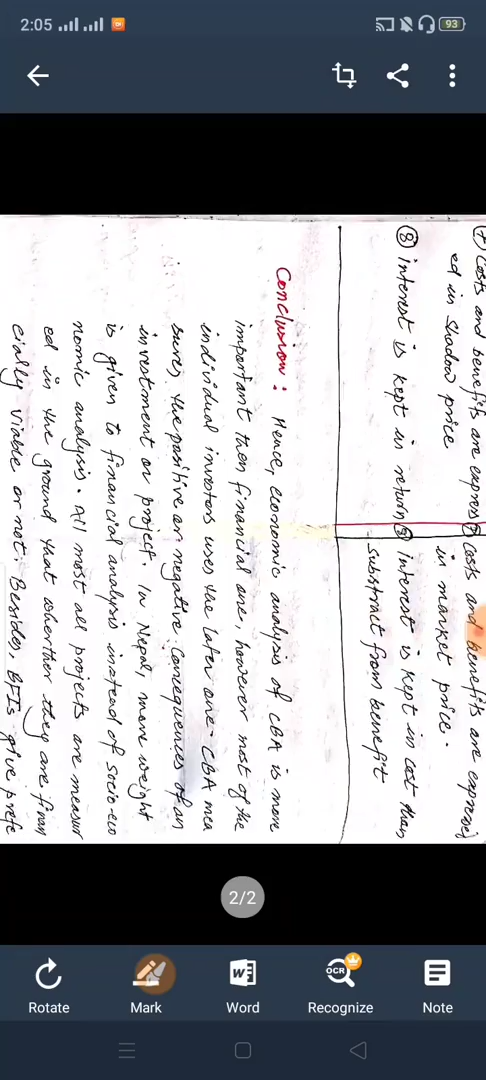 2:05
93
⑦ Costs and benefits are express
ed in shadow price
⑧ interest is kept in return
costs and benefits are expressed
in market price.
⑧ interest is kept in cost than
substract from benefit
Conclusion: Hence, economic analysis of CBA is more
important then financial one, however most of the
individual investors uses the later one. CBA mea
sures the positive or negative consequences of an
investment or project. In Nepal, more weight
is given to financial analysis instead of socio-eco
nomic analysis. All most all projects are measur
ed in the ground that wherther they are finan
cially viable or not. Besides, BFIs give prefe
2/2
W
OCR
Rotate
Mark
Word
Recognize
Note